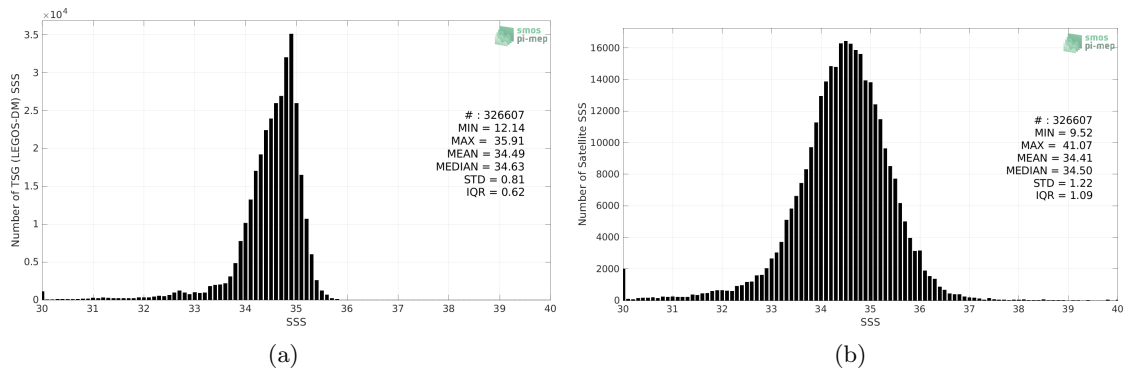 ×10⁴
smos
pi-mep
Number of TSG (LEGOS-DM) SSS
3.5
3
2.5
2
1.5
1
0.5
0
# : 326607
MIN = 12.14
MAX = 35.91
MEAN = 34.49
MEDIAN = 34.63
STD = 0.81
IQR = 0.62
30 31 32 33 34 35 36 37 38 39 40
SSS
(a)
smos
pi-mep
Number of Satellite SSS
16000
14000
12000
10000
8000
6000
4000
2000
0
# : 326607
MIN = 9.52
MAX = 41.07
MEAN = 34.41
MEDIAN = 34.50
STD = 1.22
IQR = 1.09
30 31 32 33 34 35 36 37 38 39 40
SSS
(b)